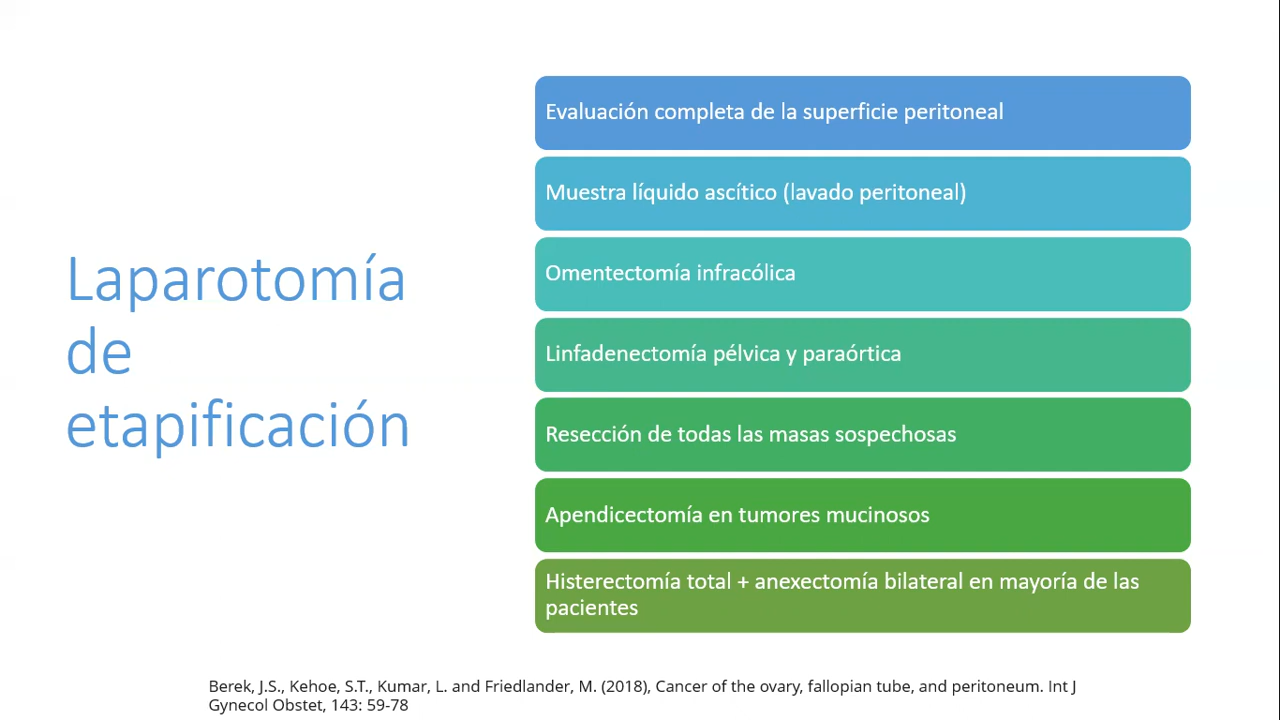 Laparotomía
de
etapificación
Evaluación completa de la superficie peritoneal
Muestra líquido ascítico (lavado peritoneal)
Omentectomía infracólica
Linfadenectomía pélvica y paraórtica
Resección de todas las masas sospechosas
Apendicectomía en tumores mucinosos
Histerectomía total + anexectomía bilateral en mayoría de las
pacientes
Berek, J.S., Kehoe, S.T., Kumar, L. and Friedlander, M. (2018), Cancer of the ovary, fallopian tube, and peritoneum. Int J
Gynecol Obstet, 143: 59-78